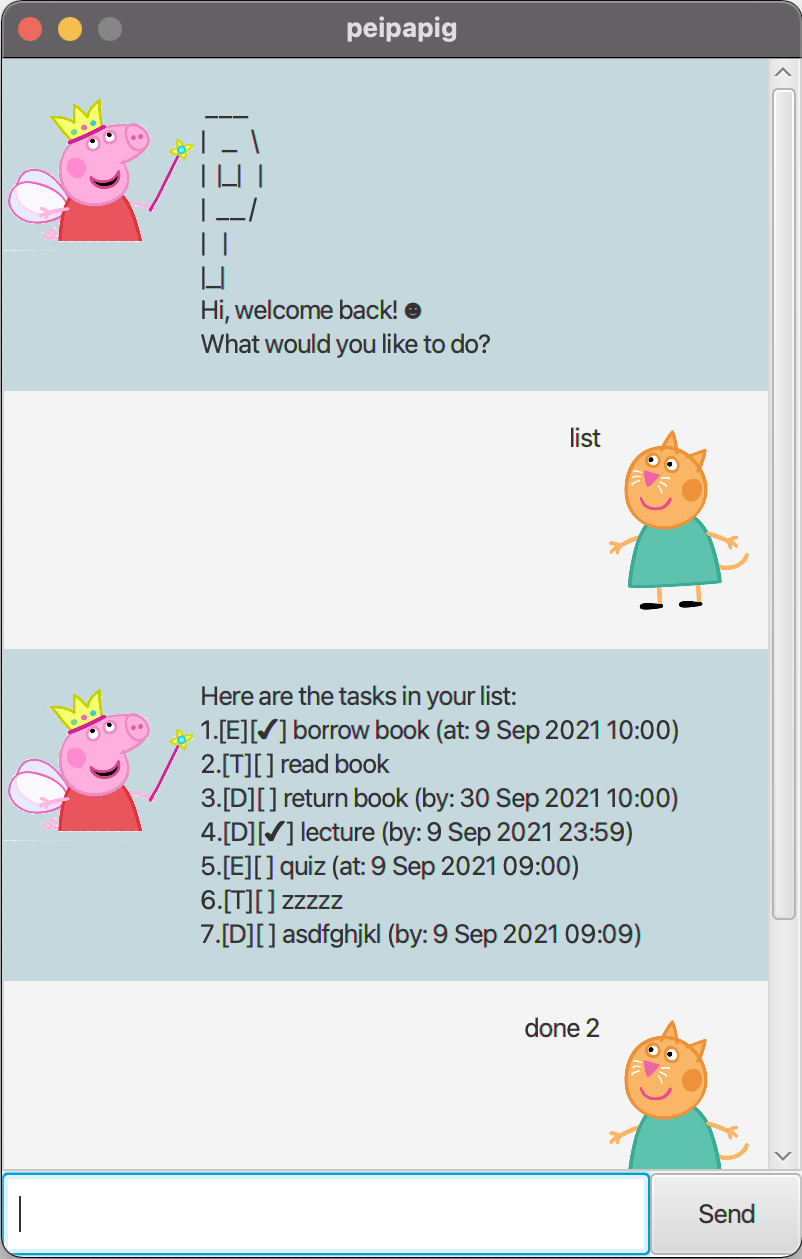 peipapig
 ___
|  _ \
| |_| |
| __/
| |
|_|
Hi, welcome back! ☻
What would you like to do?
list
Here are the tasks in your list:
1.[E][✔] borrow book (at: 9 Sep 2021 10:00)
2.[T][ ] read book
3.[D][ ] return book (by: 30 Sep 2021 10:00)
4.[D][✔] lecture (by: 9 Sep 2021 23:59)
5.[E][ ] quiz (at: 9 Sep 2021 09:00)
6.[T][ ] zzzzz
7.[D][ ] asdfghjkl (by: 9 Sep 2021 09:09)
done 2
Send